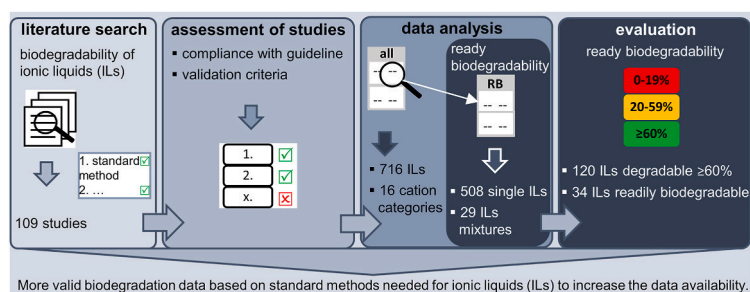 literature search
biodegradability of
ionic liquids (ILs)
1. standard
method
2. ...
109 studies
assessment of studies
▪ compliance with guideline
▪ validation criteria
1.
2.
x.
data analysis
all
-- --
-- --
▪ 716 ILs
▪ 16 cation
categories
ready
biodegradability
RB
-- --
-- --
▪ 508 single ILs
▪ 29 ILs
mixtures
evaluation
ready biodegradability
0-19%
20-59%
≥60%
▪ 120 ILs degradable ≥60%
▪ 34 ILs readily biodegradable
More valid biodegradation data based on standard methods needed for ionic liquids (ILs) to increase the data availability.